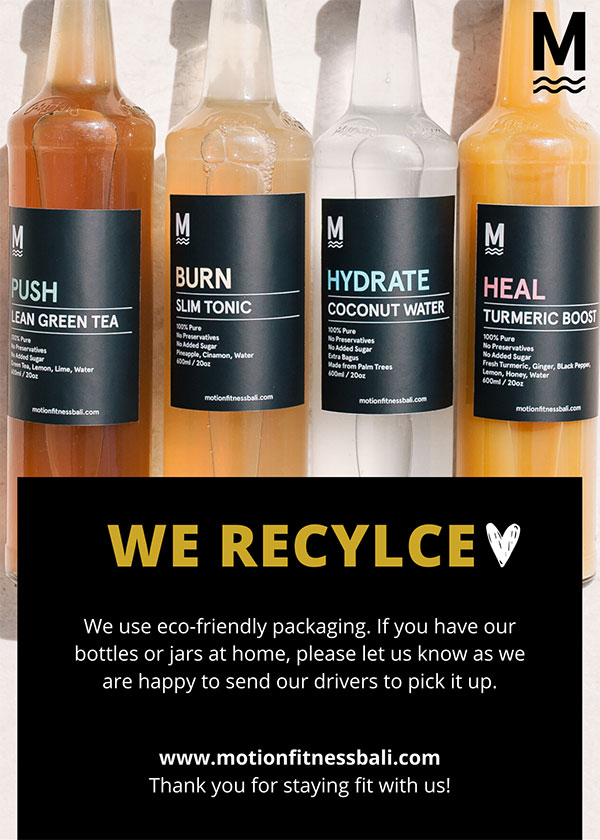 M
M
PUSH
LEAN GREEN TEA
100% Pure
No Preservatives
No Added Sugar
Green Tea, Lemon, Lime, Water
600ml / 20oz
motionfitnessbali.com
M
BURN
SLIM TONIC
100% Pure
No Preservatives
No Added Sugar
Pineapple, Cinamon, Water
600ml / 20oz
motionfitnessbali.com
M
HYDRATE
COCONUT WATER
100% Pure
No Preservatives
No Added Sugar
Extra Bagus
Made from Palm Trees
600ml / 20oz
motionfitnessbali.com
M
HEAL
TURMERIC BOOST
100% Pure
No Preservatives
No Added Sugar
Fresh Turmeric, Ginger, BLack Pepper,
Lemon, Honey, Water
600ml / 20oz
motionfitnessbali.com
WE RECYLCE
We use eco-friendly packaging. If you have our
bottles or jars at home, please let us know as we
are happy to send our drivers to pick it up.
www.motionfitnessbali.com
Thank you for staying fit with us!